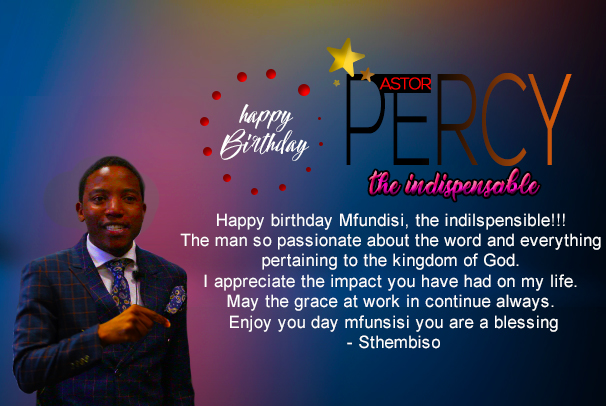 happy
Birthday
PASTOR
PERCY
the indispensable
Happy birthday Mfundisi, the indilspensible!!!
The man so passionate about the word and everything
pertaining to the kingdom of God.
I appreciate the impact you have had on my life.
May the grace at work in continue always.
Enjoy you day mfunsisi you are a blessing
- Sthembiso